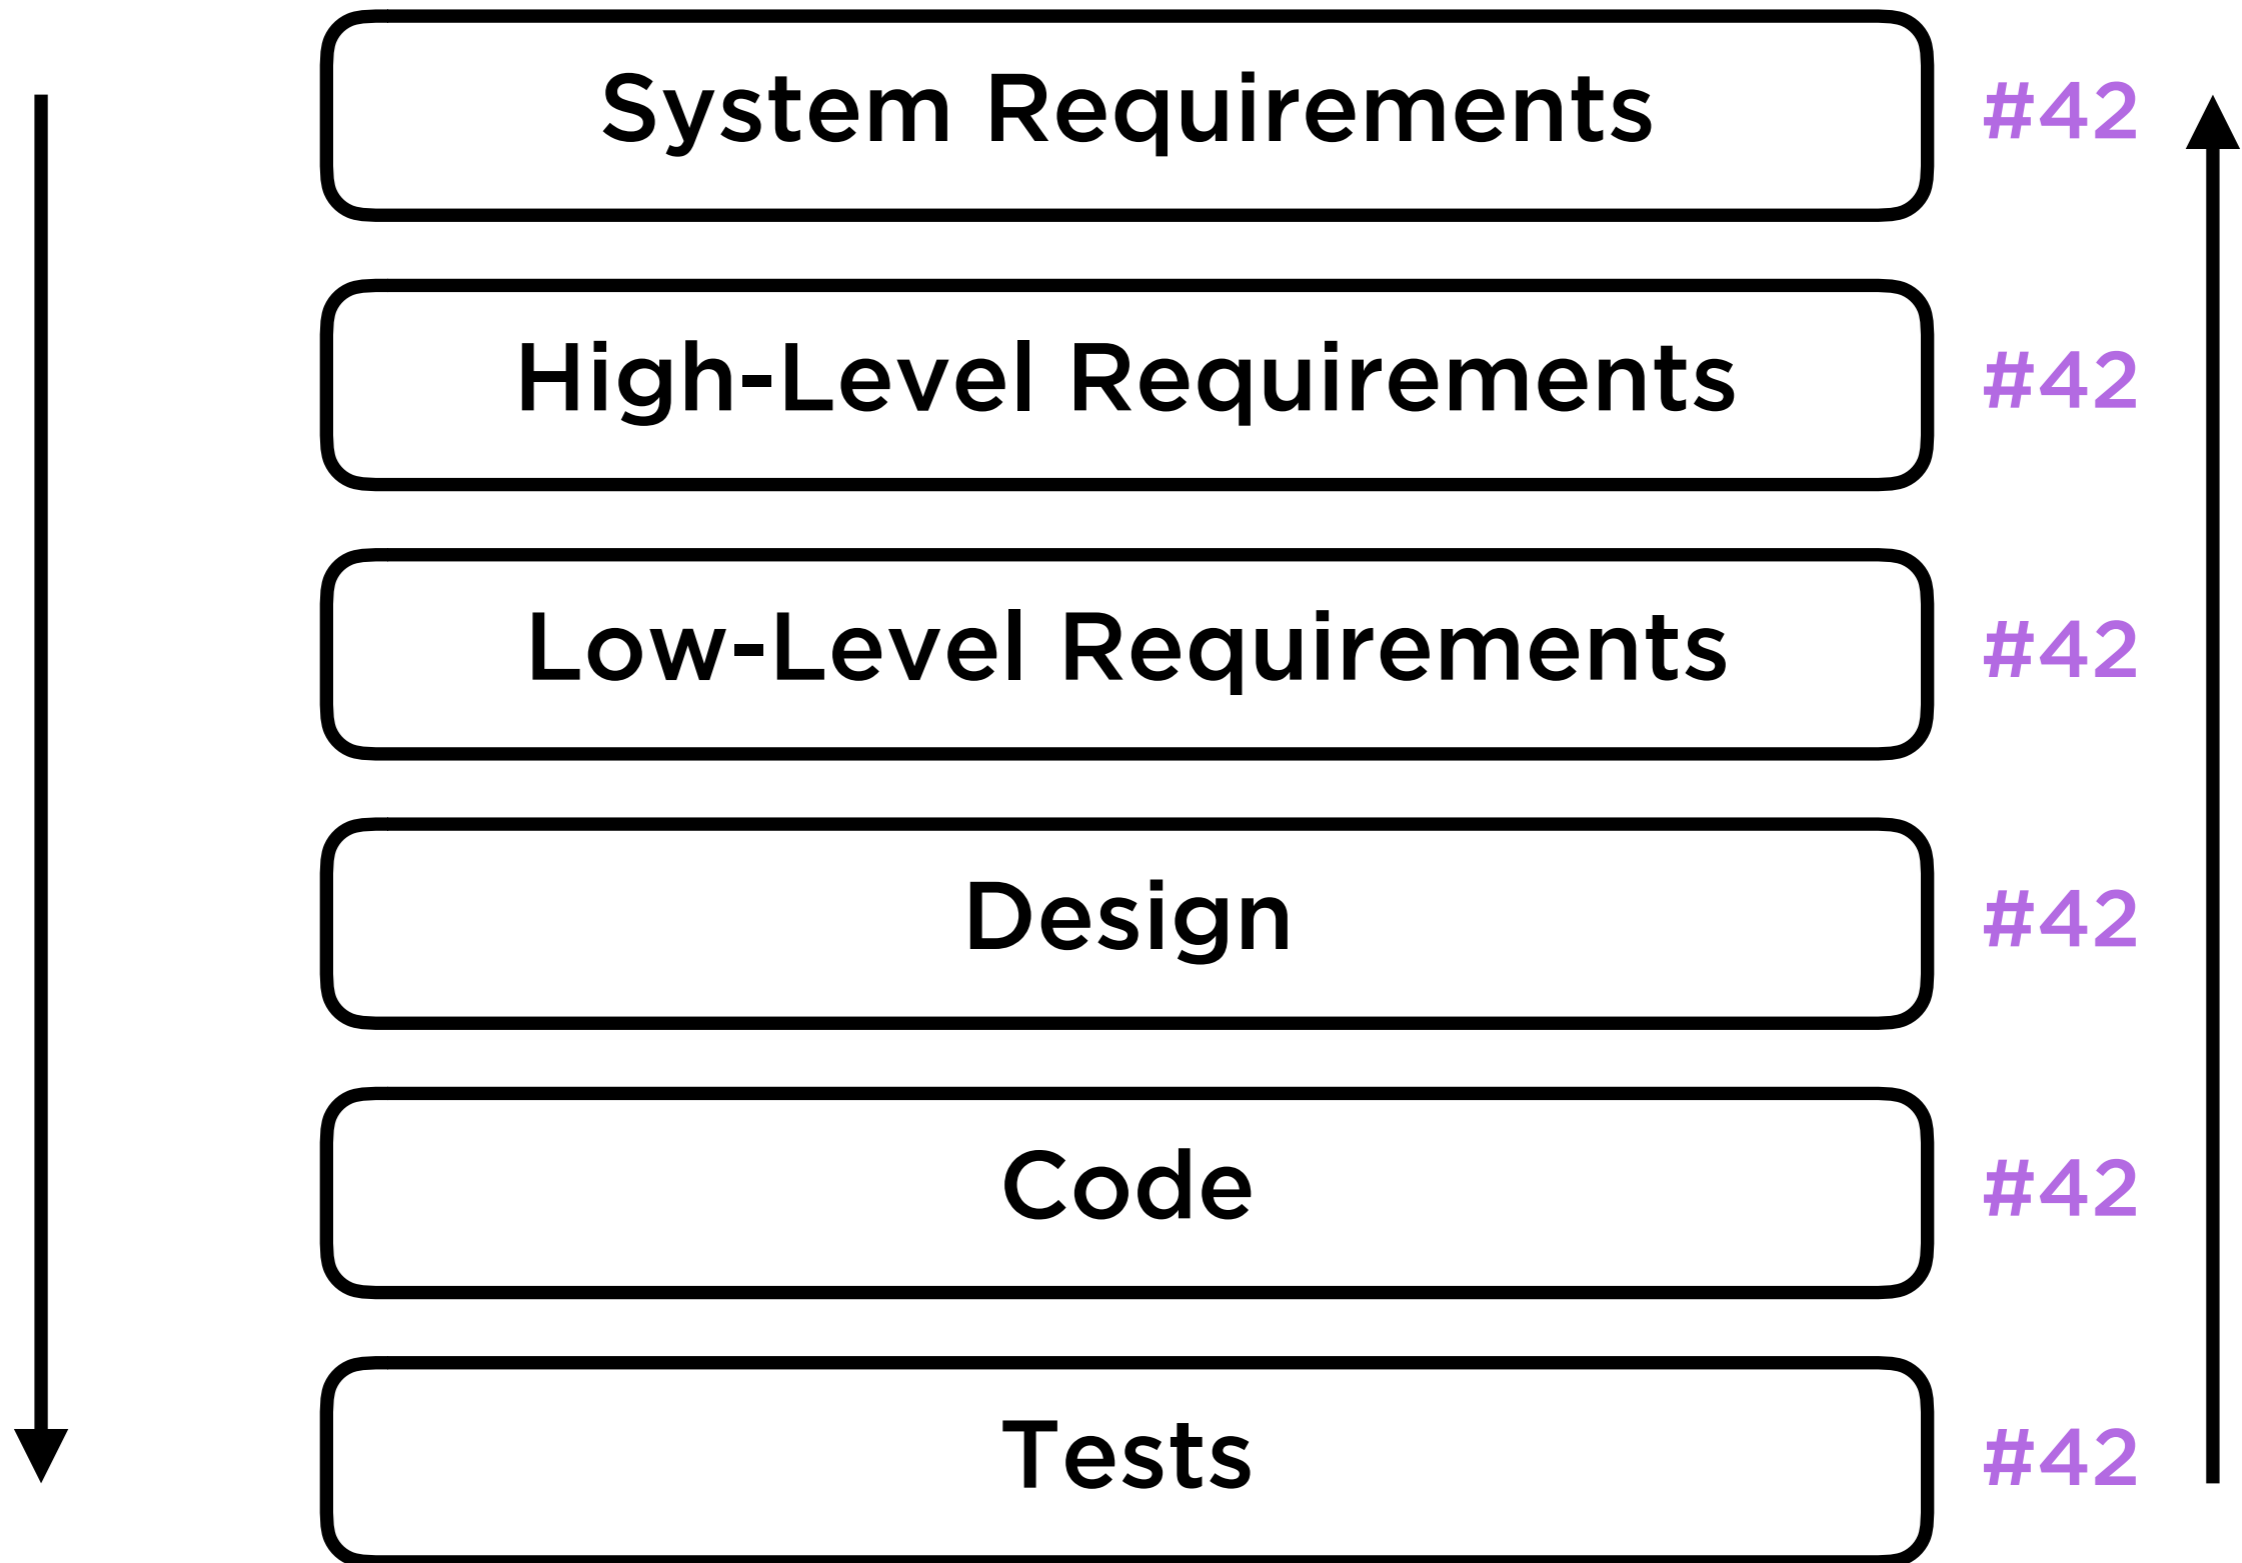 System Requirements #42
High-Level Requirements #42
Low-Level Requirements #42
Design #42
Code #42
Tests #42